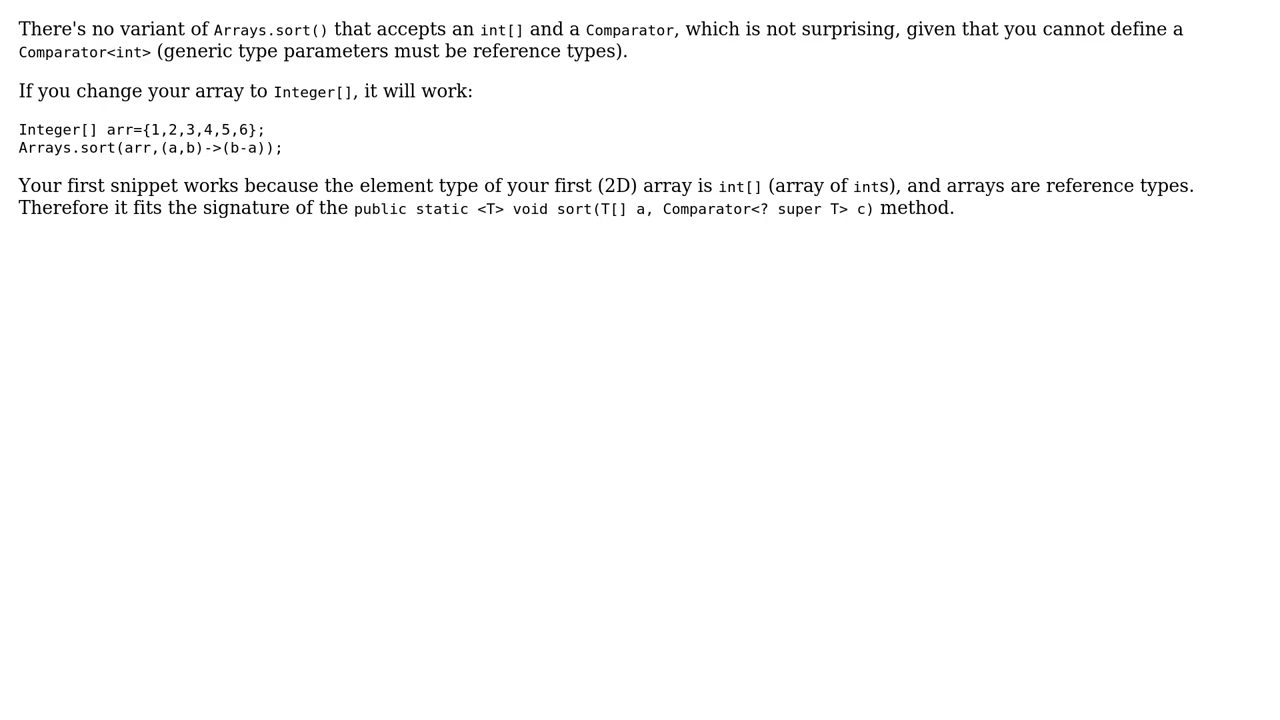 There's no variant of Arrays.sort() that accepts an int[] and a Comparator, which is not surprising, given that you cannot define a
Comparator<int> (generic type parameters must be reference types).
If you change your array to Integer[], it will work:
Integer[] arr={1,2,3,4,5,6};
Arrays.sort(arr,(a,b)->(b-a));
Your first snippet works because the element type of your first (2D) array is int[] (array of ints), and arrays are reference types.
Therefore it fits the signature of the public static <T> void sort(T[] a, Comparator<? super T> c) method.